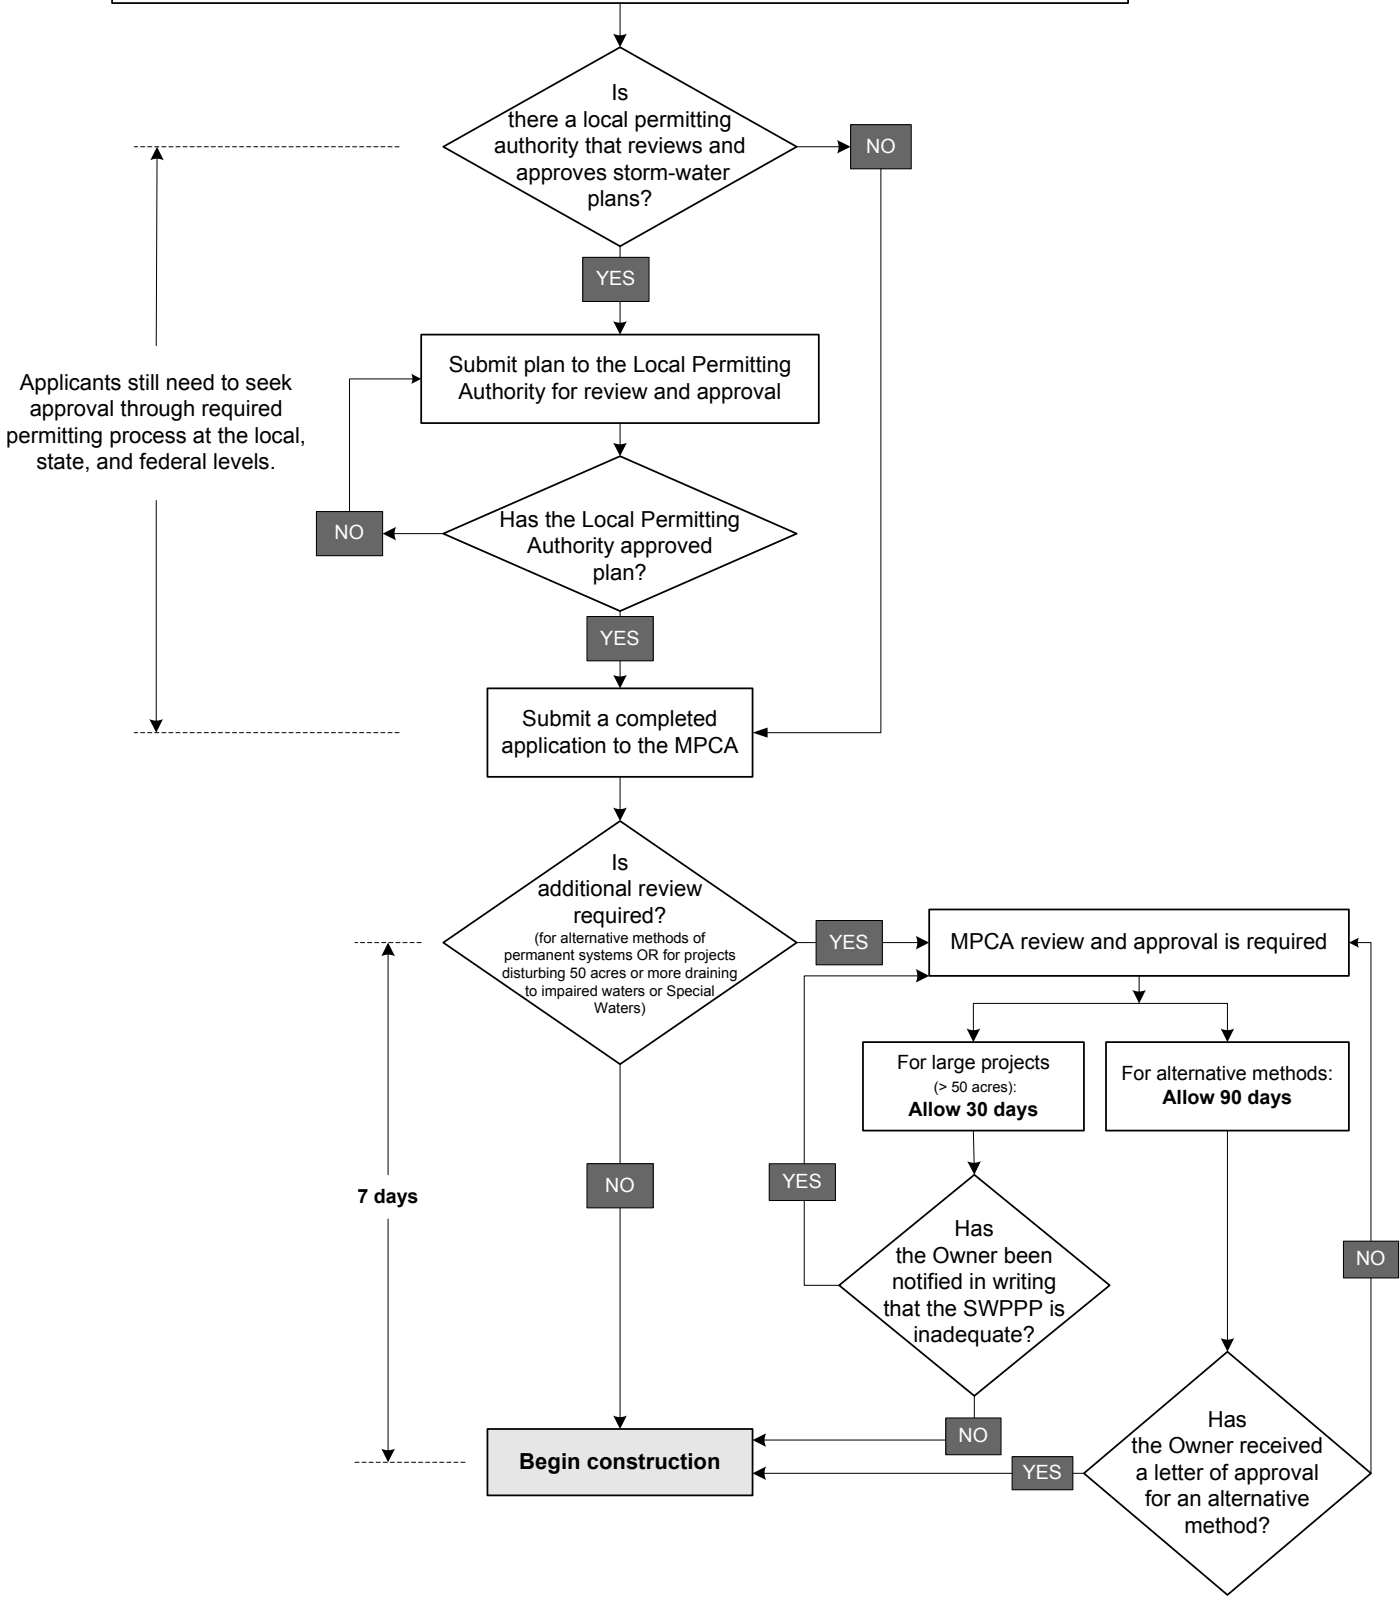 Is
there a local permitting
authority that reviews and
approves storm-water
plans?
NO
YES
Submit plan to the Local Permitting
Authority for review and approval
Applicants still need to seek
approval through required
permitting process at the local,
state, and federal levels.
Has the Local Permitting
Authority approved
plan?
NO
YES
Submit a completed
application to the MPCA
Is
additional review
required?
(for alternative methods of
permanent systems OR for projects
disturbing 50 acres or more draining
to impaired waters or Special
Waters)
YES
MPCA review and approval is required
For large projects
(> 50 acres):
Allow 30 days
For alternative methods:
Allow 90 days
7 days
NO
YES
Has
the Owner been
notified in writing
that the SWPPP is
inadequate?
NO
NO
Begin construction
YES
Has
the Owner received
a letter of approval
for an alternative
method?